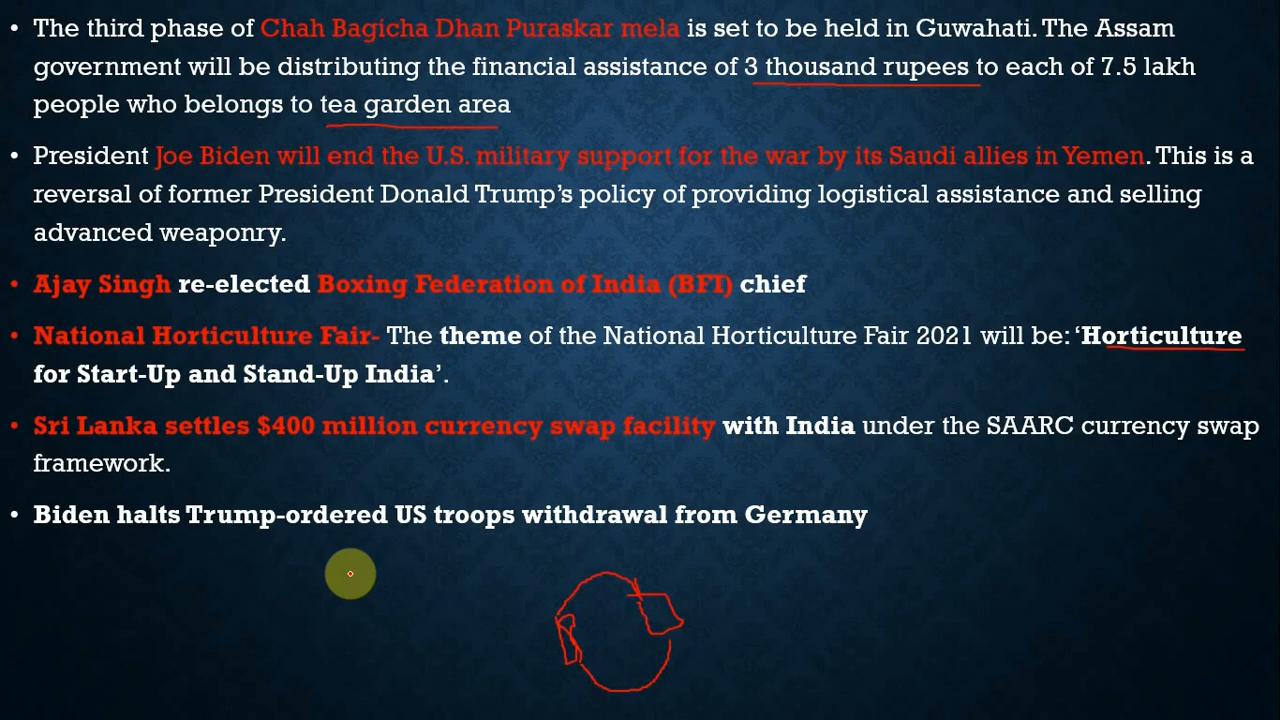 • The third phase of Chah Bagicha Dhan Puraskar mela is set to be held in Guwahati. The Assam
government will be distributing the financial assistance of 3 thousand rupees to each of 7.5 lakh
people who belongs to tea garden area
• President Joe Biden will end the U.S. military support for the war by its Saudi allies in Yemen. This is a
reversal of former President Donald Trump’s policy of providing logistical assistance and selling
advanced weaponry.
• Ajay Singh re-elected Boxing Federation of India (BFI) chief
• National Horticulture Fair- The theme of the National Horticulture Fair 2021 will be: ‘Horticulture
for Start-Up and Stand-Up India’.
• Sri Lanka settles $400 million currency swap facility with India under the SAARC currency swap
framework.
• Biden halts Trump-ordered US troops withdrawal from Germany